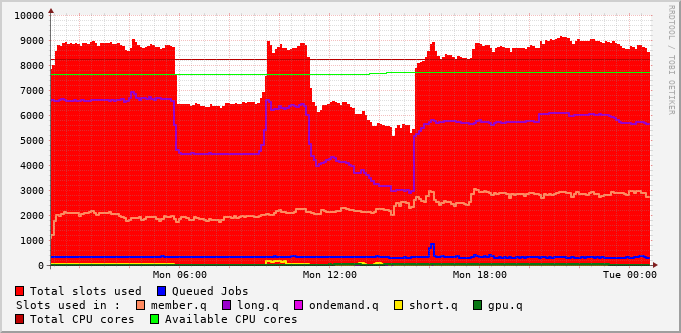 10000
9000
8000
7000
6000
5000
4000
3000
2000
1000
0
Mon 06:00 Mon 12:00 Mon 18:00 Tue 00:00
RRDTOOL / TOBI OETIKER
Total slots used Queued Jobs
Slots used in : member.q long.q ondemand.q short.q gpu.q
Total CPU cores Available CPU cores